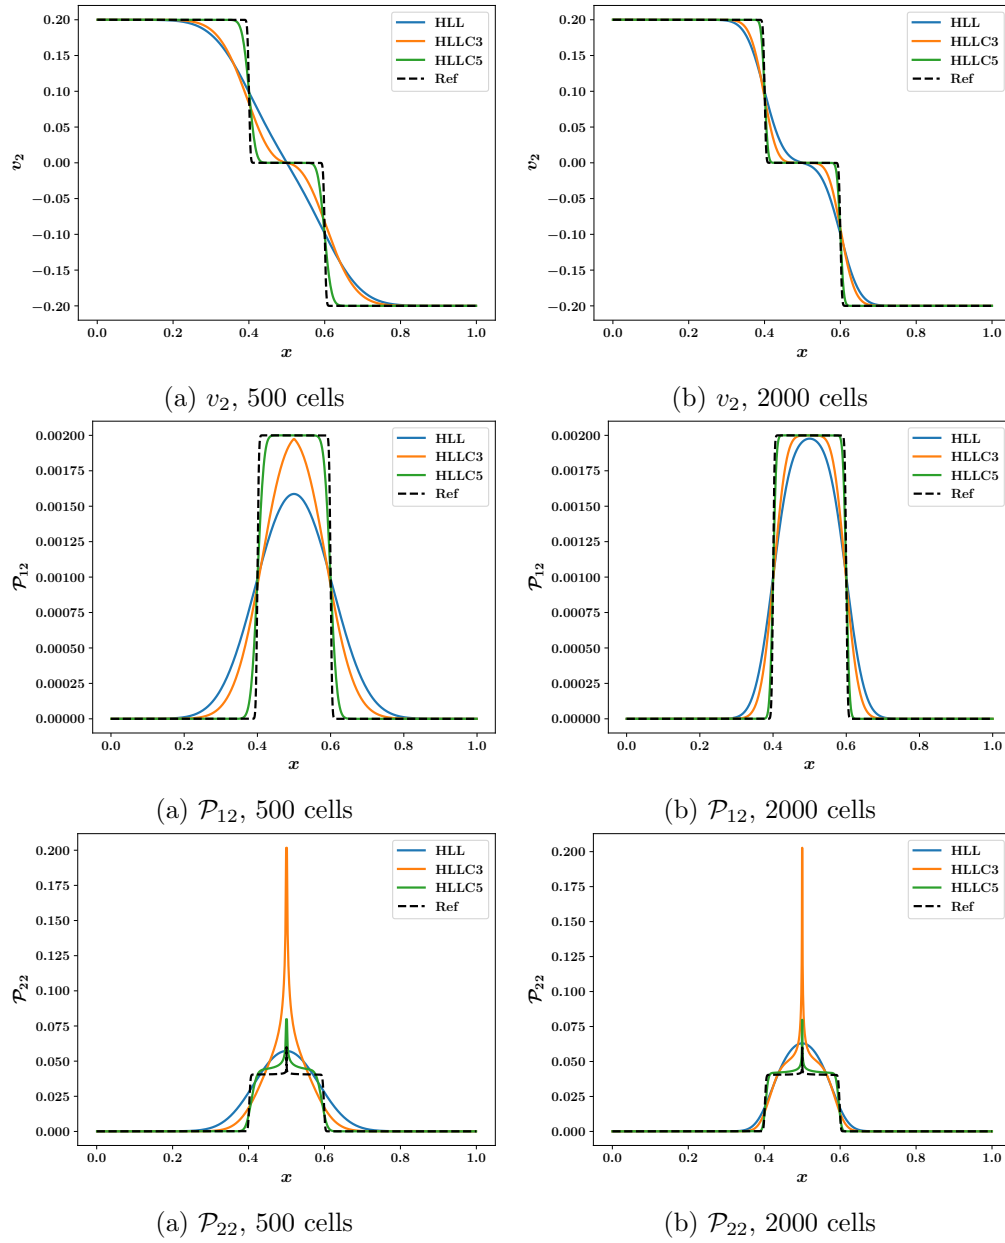 0.20
0.15
0.10
0.05
0.00
−0.05
−0.10
−0.15
−0.20
v2
0.0 0.2 0.4 0.6 0.8 1.0
x
HLL
HLLC3
HLLC5
Ref
(a) v2, 500 cells
0.20
0.15
0.10
0.05
0.00
−0.05
−0.10
−0.15
−0.20
v2
0.0 0.2 0.4 0.6 0.8 1.0
x
HLL
HLLC3
HLLC5
Ref
(b) v2, 2000 cells
0.00200
0.00175
0.00150
0.00125
0.00100
0.00075
0.00050
0.00025
0.00000
P12
0.0 0.2 0.4 0.6 0.8 1.0
x
HLL
HLLC3
HLLC5
Ref
(a) P12, 500 cells
0.00200
0.00175
0.00150
0.00125
0.00100
0.00075
0.00050
0.00025
0.00000
P12
0.0 0.2 0.4 0.6 0.8 1.0
x
HLL
HLLC3
HLLC5
Ref
(b) P12, 2000 cells
0.200
0.175
0.150
0.125
0.100
0.075
0.050
0.025
0.000
P22
0.0 0.2 0.4 0.6 0.8 1.0
x
HLL
HLLC3
HLLC5
Ref
(a) P22, 500 cells
0.200
0.175
0.150
0.125
0.100
0.075
0.050
0.025
0.000
P22
0.0 0.2 0.4 0.6 0.8 1.0
x
HLL
HLLC3
HLLC5
Ref
(b) P22, 2000 cells